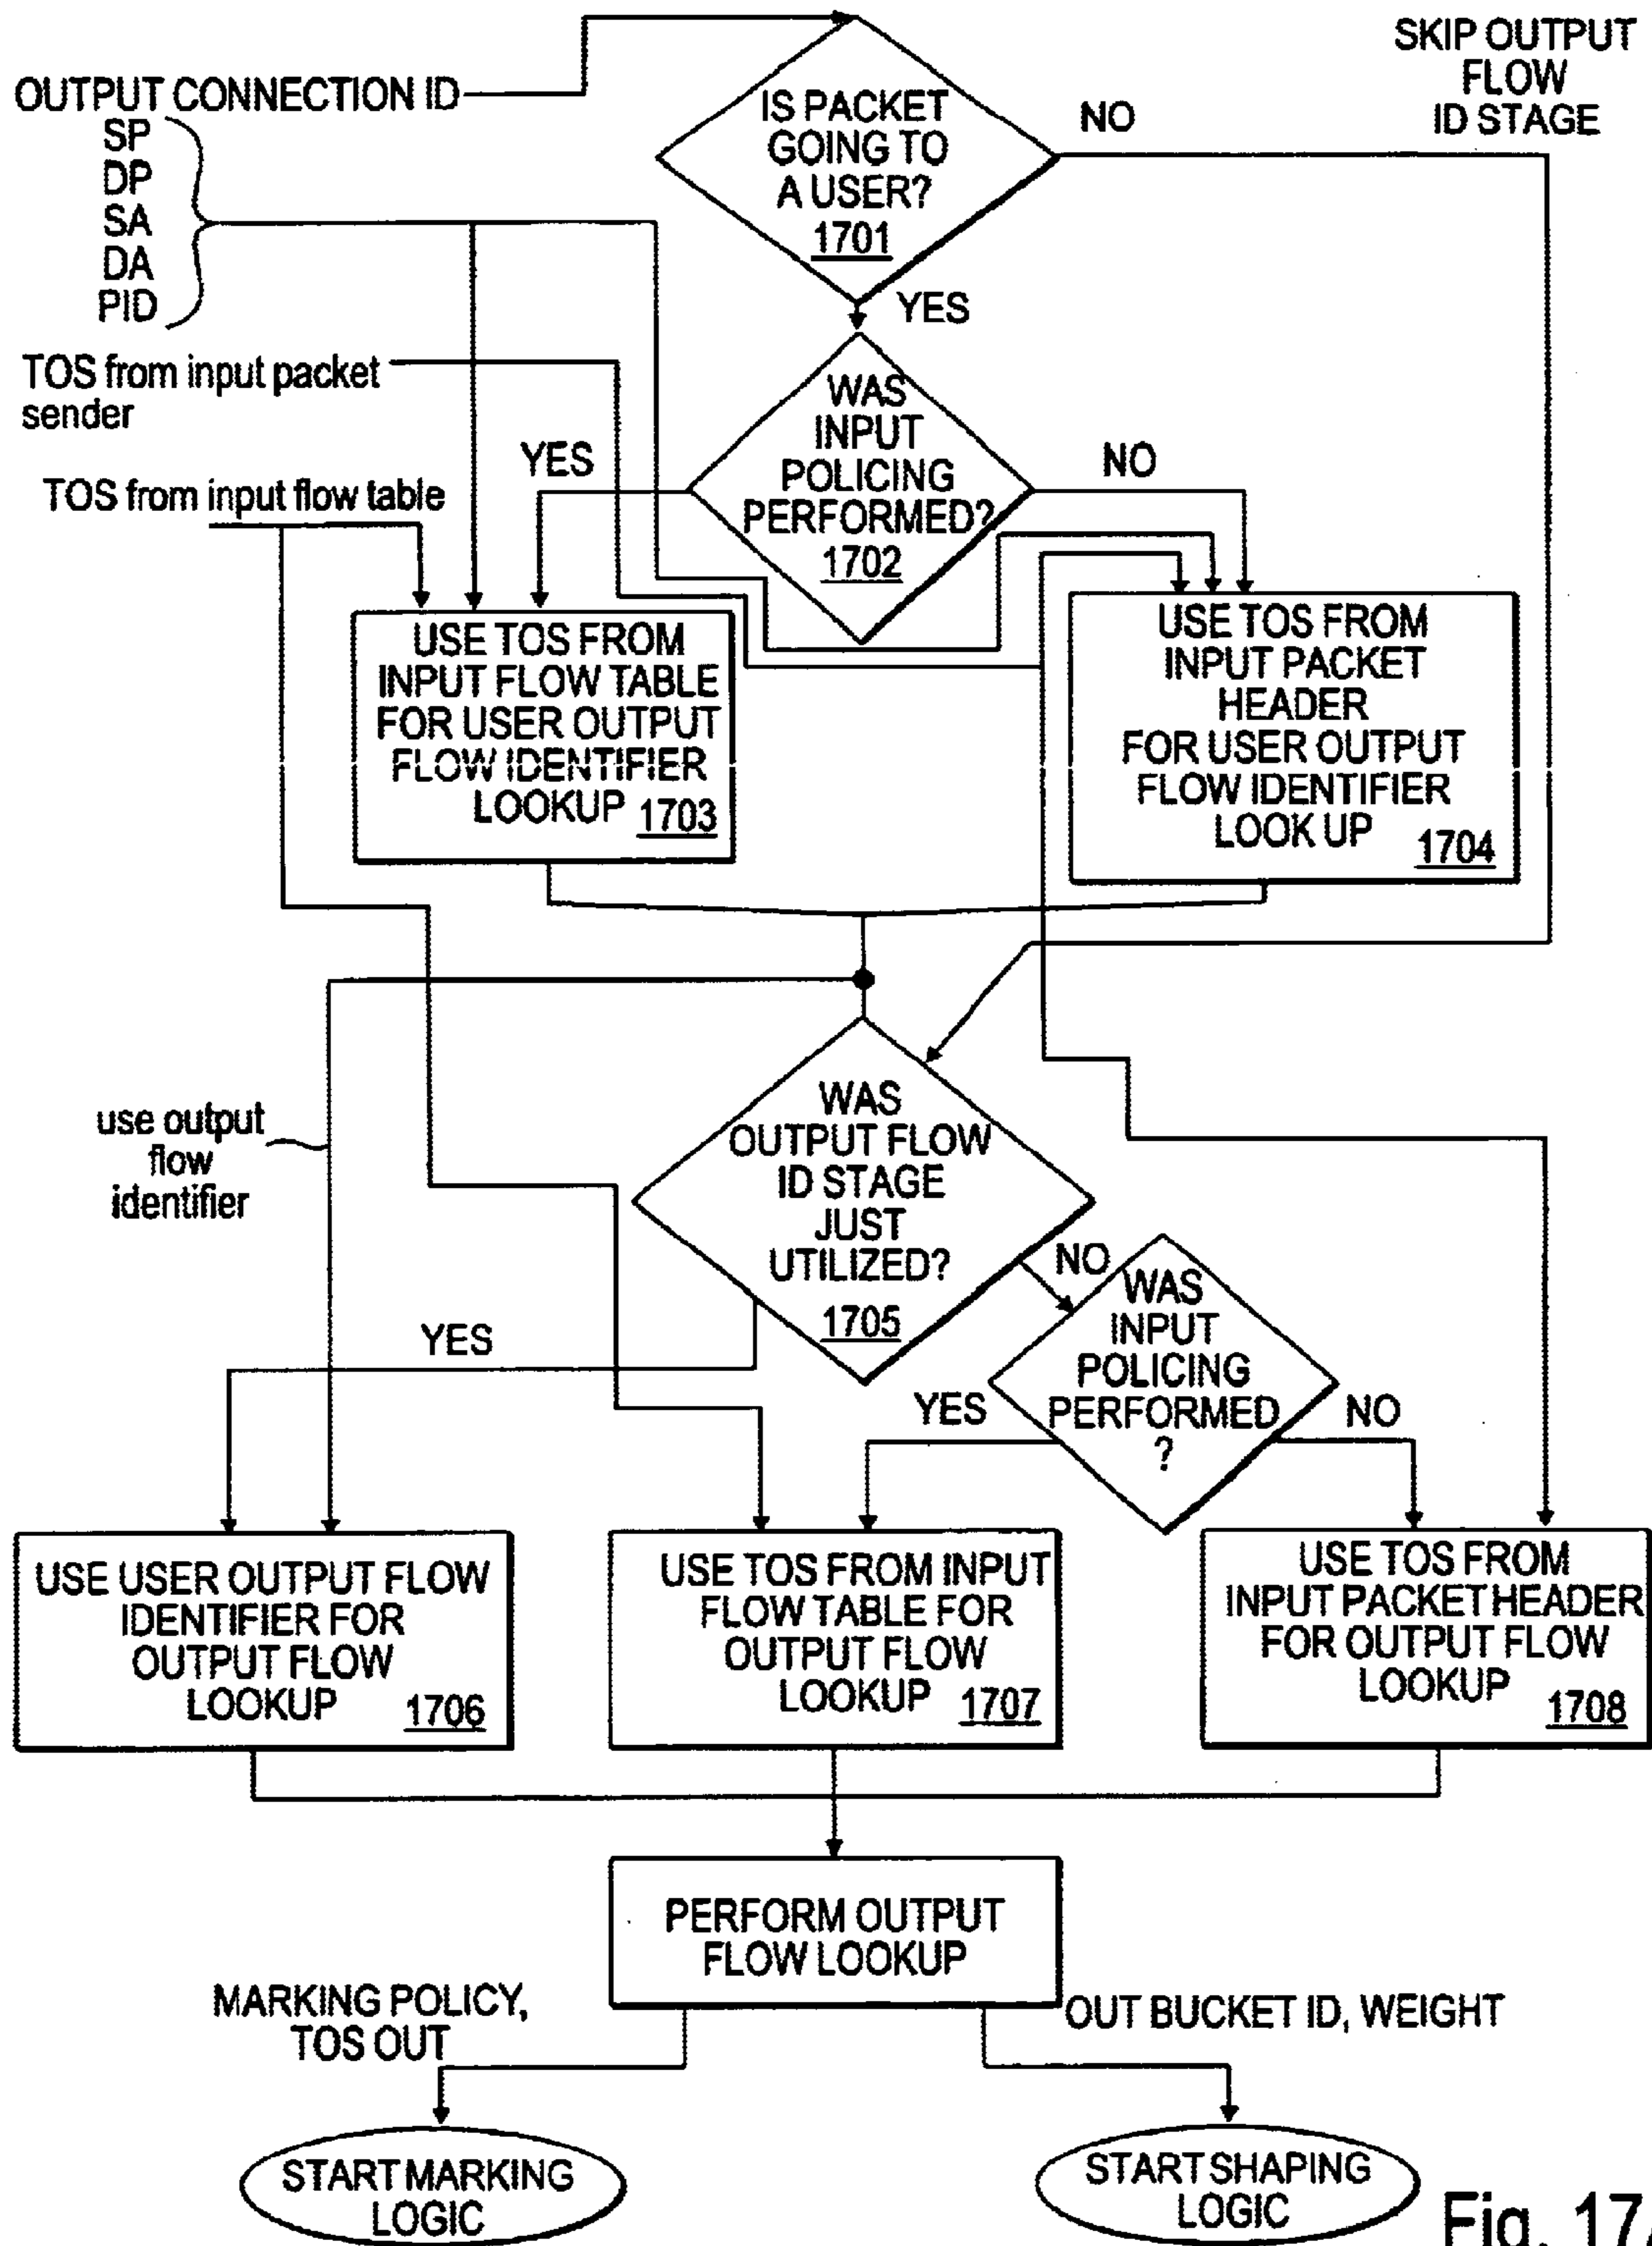 SKIP OUTPUT
FLOW
ID STAGE
OUTPUT CONNECTION ID
SP
DP
SA
DA
PID
IS PACKET
GOING TO
A USER?
1701
NO
YES
TOS from input packet
sender
TOS from input flow table
WAS
INPUT
POLICING
PERFORMED?
1702
YES
NO
USE TOS FROM
INPUT FLOW TABLE
FOR USER OUTPUT
FLOW IDENTIFIER
LOOKUP 1703
USE TOS FROM
INPUT PACKET
HEADER
FOR USER OUTPUT
FLOW IDENTIFIER
LOOK UP 1704
use output
flow
identifier
WAS
OUTPUT FLOW
ID STAGE
JUST
UTILIZED?
1705
YES
NO
WAS
INPUT
POLICING
PERFORMED
?
YES
NO
USE USER OUTPUT FLOW
IDENTIFIER FOR
OUTPUT FLOW
LOOKUP 1706
USE TOS FROM INPUT
FLOW TABLE FOR
OUTPUT FLOW
LOOKUP 1707
USE TOS FROM
INPUT PACKET HEADER
FOR OUTPUT FLOW
LOOKUP 1708
PERFORM OUTPUT
FLOW LOOKUP
MARKING POLICY,
TOS OUT
OUT BUCKET ID, WEIGHT
START MARKING
LOGIC
START SHAPING
LOGIC
Fig. 17A